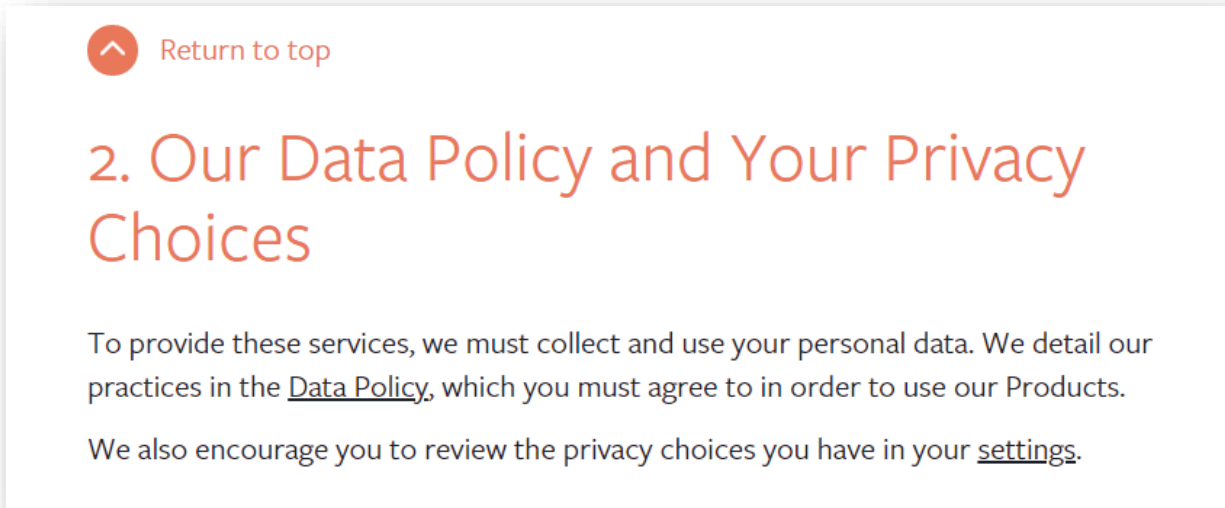 Return to top
2. Our Data Policy and Your Privacy
Choices
To provide these services, we must collect and use your personal data. We detail our
practices in the Data Policy, which you must agree to in order to use our Products.
We also encourage you to review the privacy choices you have in your settings.